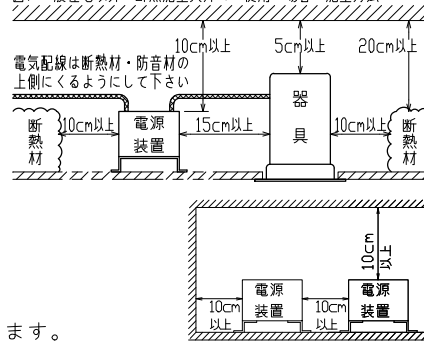 10cm以上
5cm以上
20cm以上
電気配線は断熱材・防音材の
上側にくるようにして下さい
断熱材
10cm以上
電源
装置
15cm以上
器具
10cm以上
断熱材
10cm
以上
10cm
以上
電源
装置
10cm
以上
電源
装置
ます。